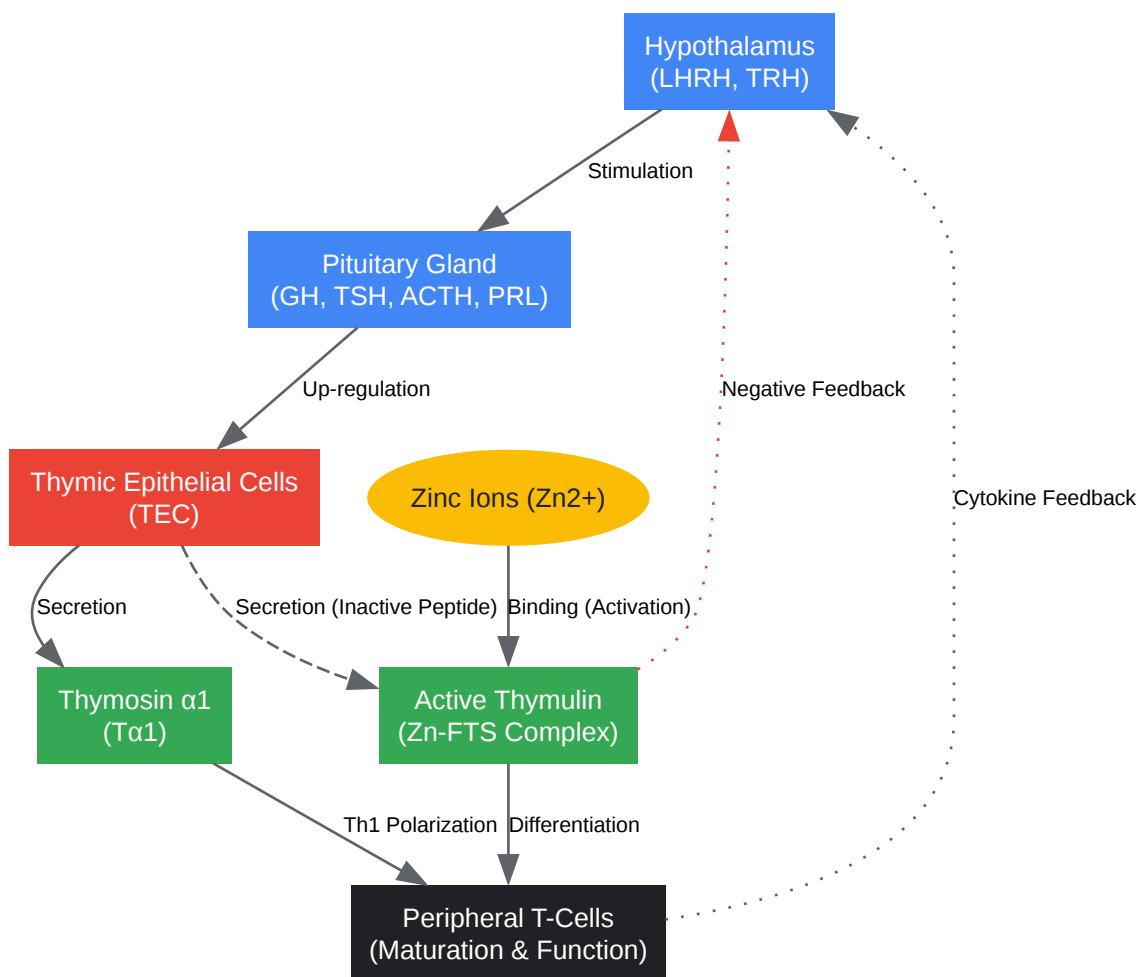 Hypothalamus
(LHRH, TRH)
Stimulation
Pituitary Gland
(GH, TSH, ACTH, PRL)
Up-regulation
Negative Feedback
Thymic Epithelial Cells
(TEC)
Zinc Ions (Zn2+)
Cytokine Feedback
Secretion
Secretion (Inactive Peptide)
Binding (Activation)
Thymosin α1
(Tα1)
Active Thymulin
(Zn-FTS Complex)
Th1 Polarization
Differentiation
Peripheral T-Cells
(Maturation & Function)